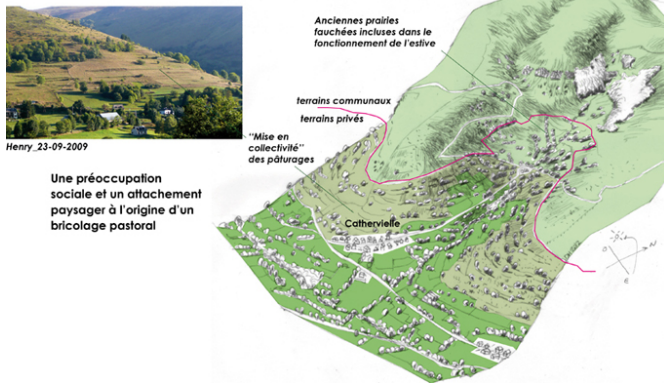 Anciennes prairies
fauchées incluses dans le
fonctionnement de l'estive
terrains communaux
terrains privés
Henry_23-09-2009
"Mise en
collectivité"
des pâturages
Une préoccupation
sociale et un attachement
paysager à l'origine d'un
bricolage pastoral
Cathervielle